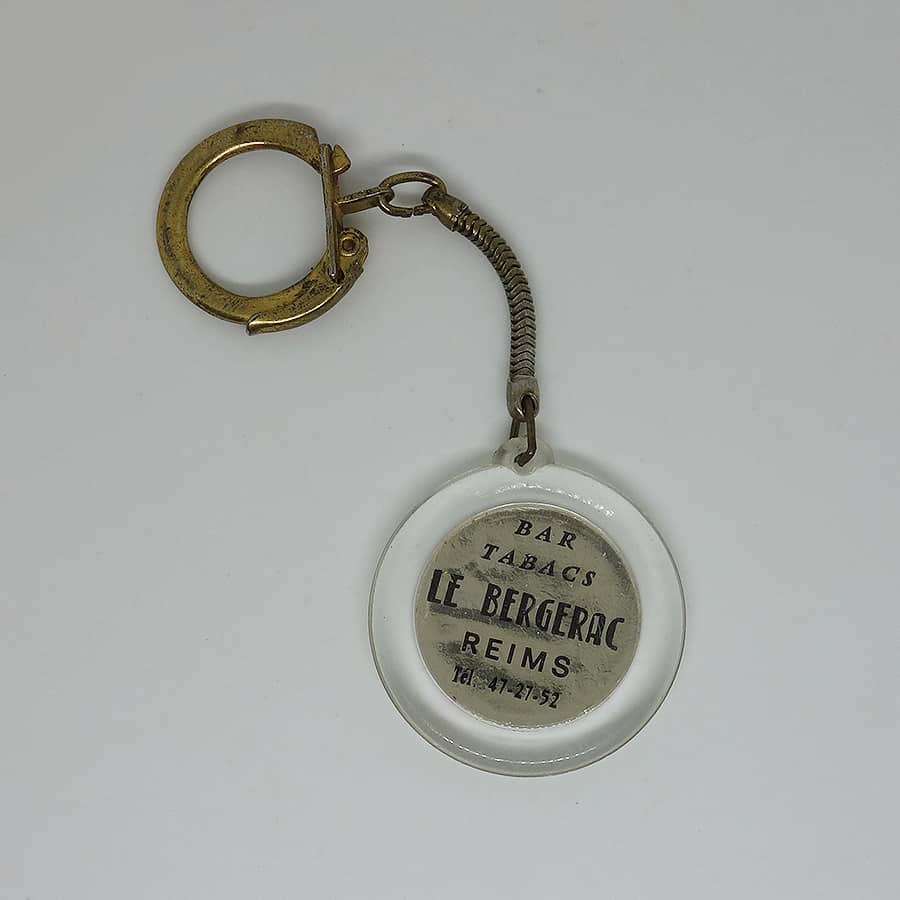 BAR
TABACS
LE BERGERAC
REIMS
Tél. 47-27-52